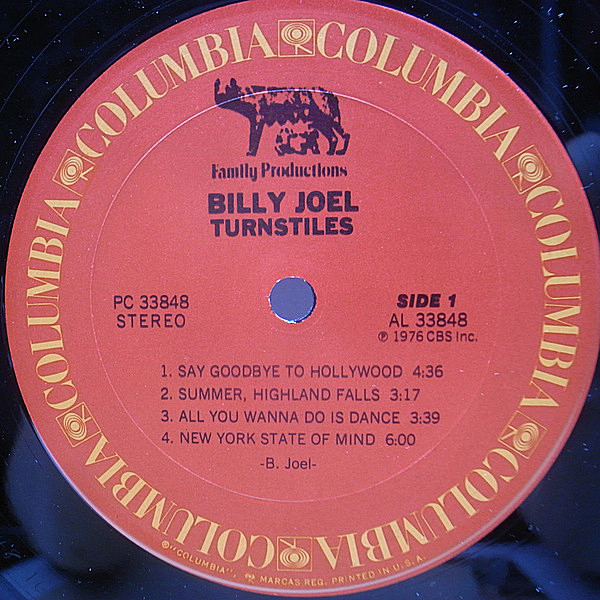 COLUMBIA COLUMBIA COLUMBIA COLUMBIA COLUMBIA COLUMBIA
Family Productions
BILLY JOEL
TURNSTILES
PC 33848
STEREO
SIDE 1
AL 33848
℗ 1976 CBS Inc.
1. SAY GOODBYE TO HOLLYWOOD 4:36
2. SUMMER, HIGHLAND FALLS 3:17
3. ALL YOU WANNA DO IS DANCE 3:39
4. NEW YORK STATE OF MIND 6:00
-B. Joel-
®"COLUMBIA", MARCAS REG. PRINTED IN U.S.A.